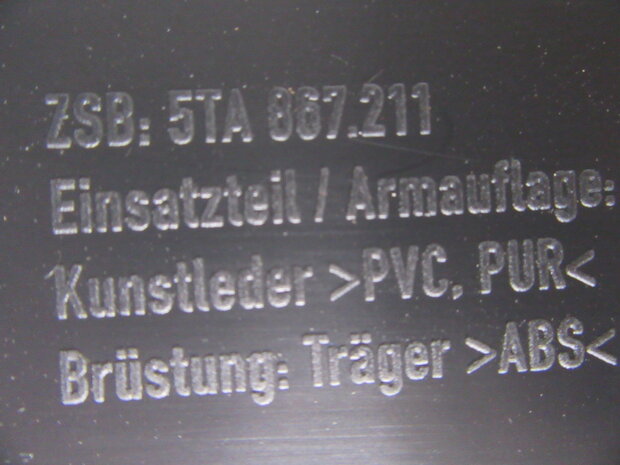 ZSB: 5TA 867.211
Einsatzteil / Armauflage:
Kunstleder >PVC, PUR<
Brüstung: Träger >ABS<